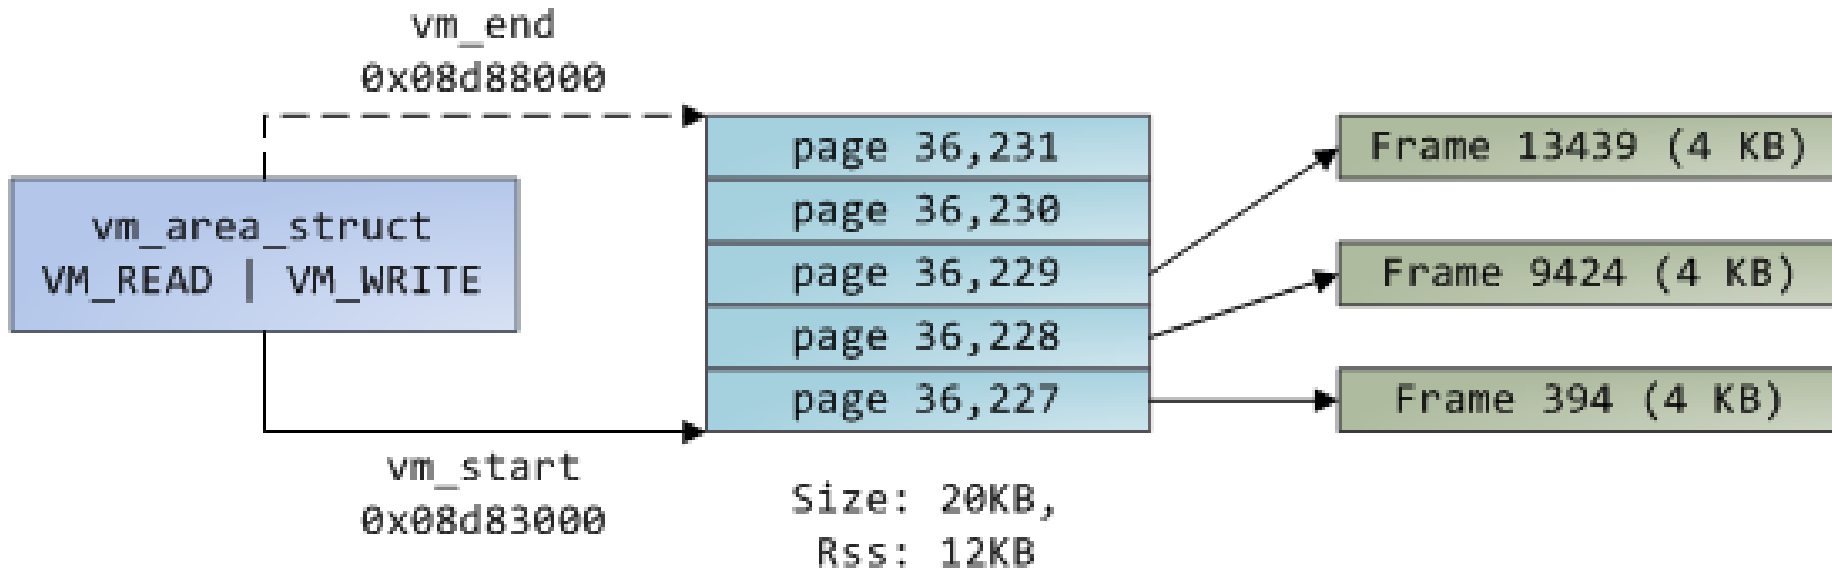 vm_end
0x08d88000
vm_area_struct
VM_READ | VM_WRITE
vm_start
0x08d83000
page 36,231
page 36,230
page 36,229
page 36,228
page 36,227
Size: 20KB,
Rss: 12KB
Frame 13439 (4 KB)
Frame 9424 (4 KB)
Frame 394 (4 KB)